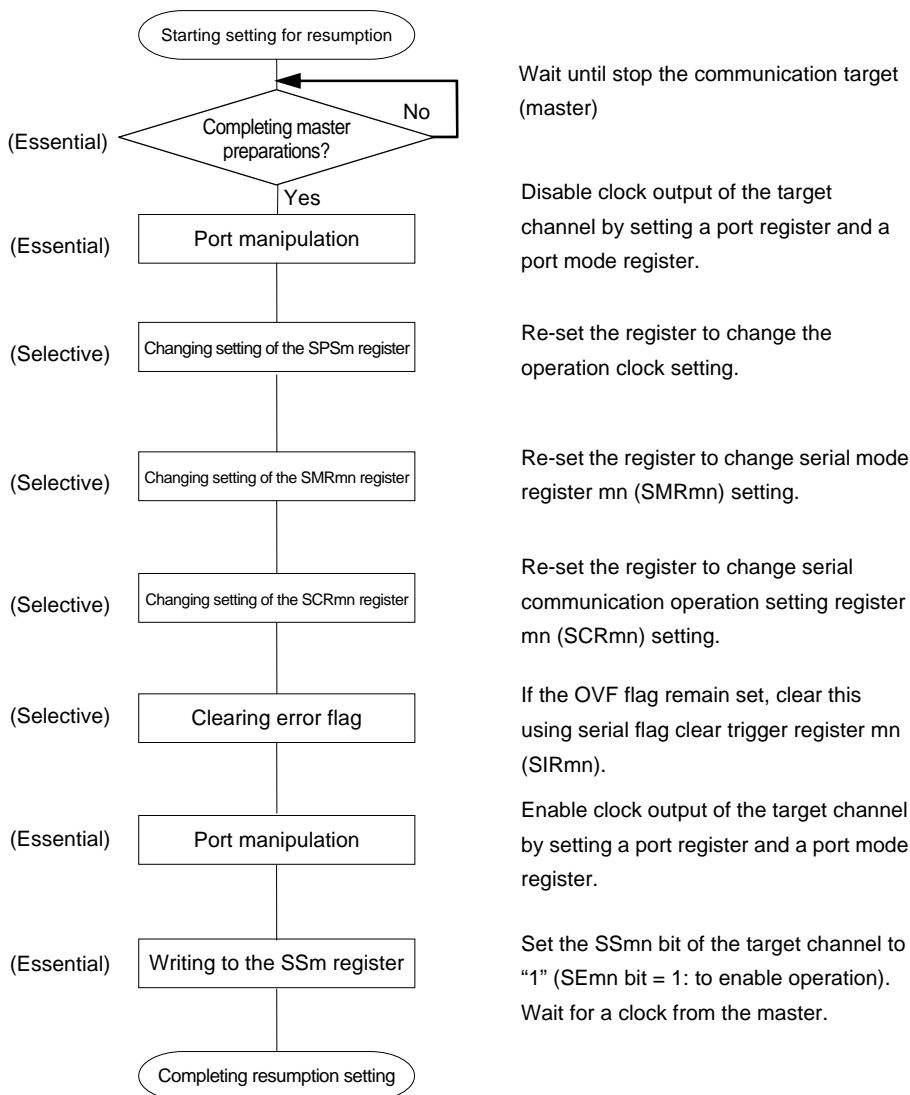 Starting setting for resumption
Wait until stop the communication target
(master)
No
(Essential)
Completing master
preparations?
Yes
Disable clock output of the target
channel by setting a port register and a
port mode register.
(Essential)
Port manipulation
Re-set the register to change the
operation clock setting.
(Selective)
Changing setting of the SPSm register
Re-set the register to change serial mode
register mn (SMRmn) setting.
(Selective)
Changing setting of the SMRmn register
Re-set the register to change serial
communication operation setting register
mn (SCRmn) setting.
(Selective)
Changing setting of the SCRmn register
If the OVF flag remain set, clear this
using serial flag clear trigger register mn
(SIRmn).
(Selective)
Clearing error flag
Enable clock output of the target channel
by setting a port register and a port mode
register.
(Essential)
Port manipulation
Set the SSmn bit of the target channel to
“1” (SEmn bit = 1: to enable operation).
Wait for a clock from the master.
(Essential)
Writing to the SSm register
Completing resumption setting